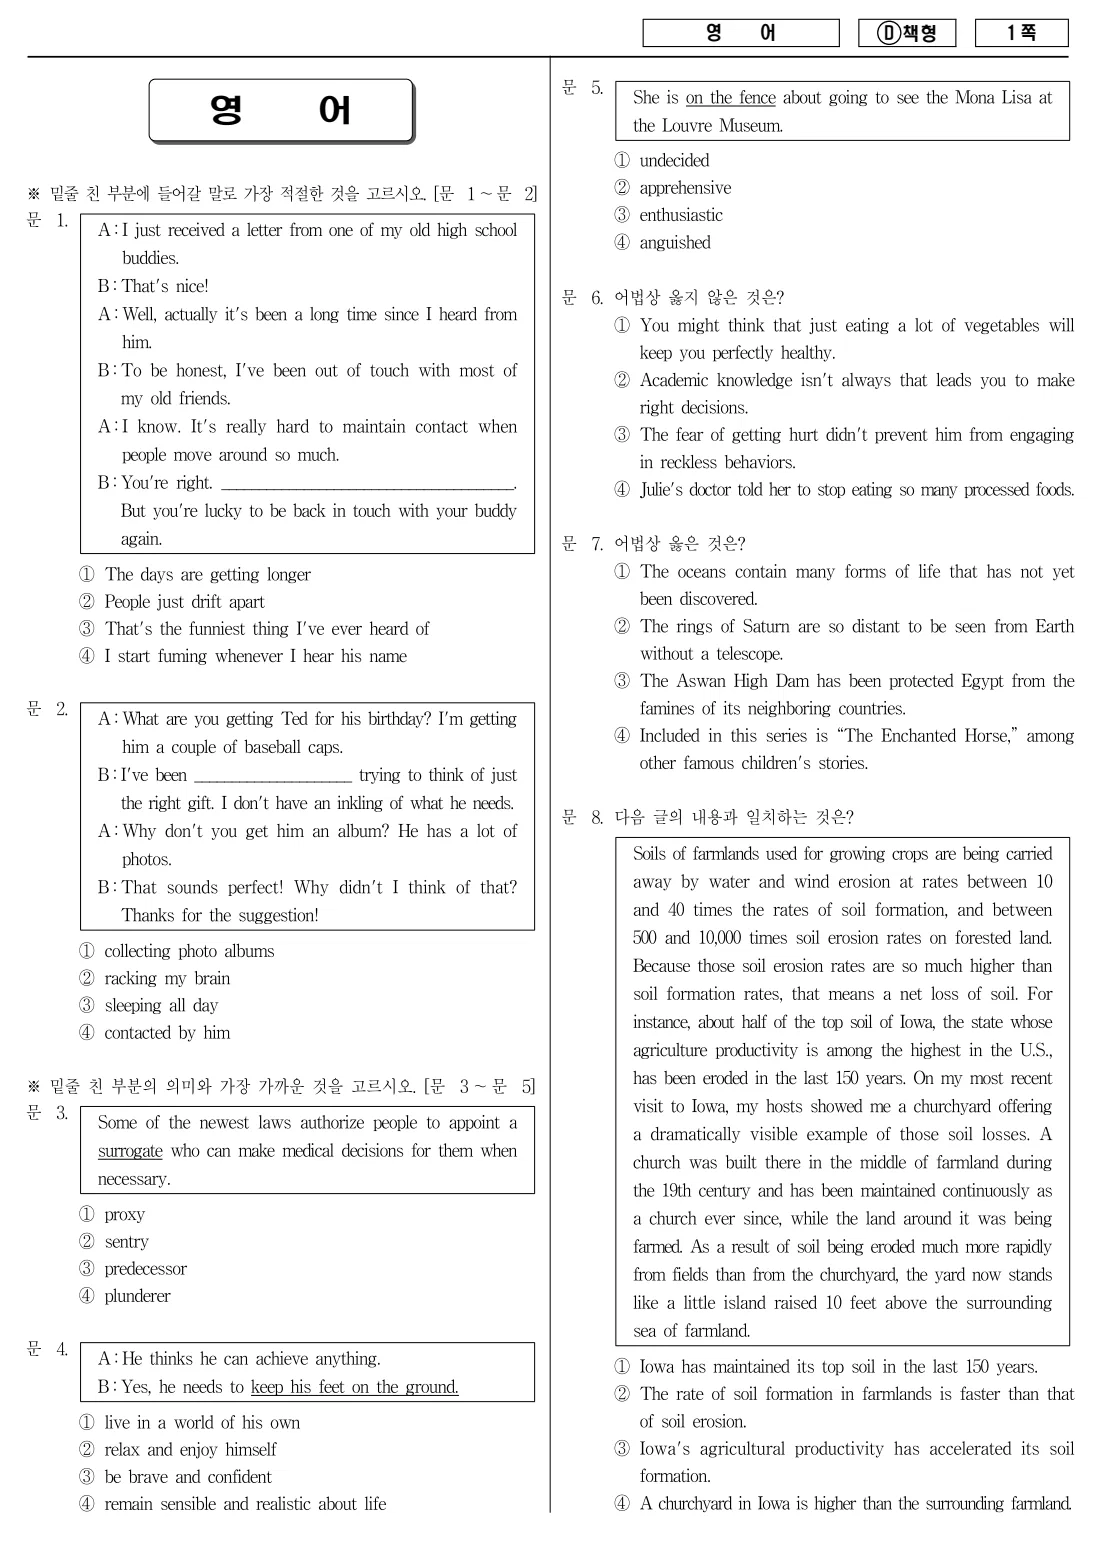 영 어
Ⓓ책형
1쪽
영 어
※ 밑줄 친 부분에 들어갈 말로 가장 적절한 것을 고르시오. [문 1 ~ 문 2]
문 1.
A : I just received a letter from one of my old high school
buddies.
B : That's nice!
A : Well, actually it's been a long time since I heard from
him.
B : To be honest, I've been out of touch with most of
my old friends.
A : I know. It's really hard to maintain contact when
people move around so much.
B : You're right. ________________________________.
But you're lucky to be back in touch with your buddy
again.
① The days are getting longer
② People just drift apart
③ That's the funniest thing I've ever heard of
④ I start fuming whenever I hear his name
문 2.
A : What are you getting Ted for his birthday? I'm getting
him a couple of baseball caps.
B : I've been ___________________ trying to think of just
the right gift. I don't have an inkling of what he needs.
A : Why don't you get him an album? He has a lot of
photos.
B : That sounds perfect! Why didn't I think of that?
Thanks for the suggestion!
① collecting photo albums
② racking my brain
③ sleeping all day
④ contacted by him
※ 밑줄 친 부분의 의미와 가장 가까운 것을 고르시오. [문 3 ~ 문 5]
문 3.
Some of the newest laws authorize people to appoint a
surrogate who can make medical decisions for them when
necessary.
① proxy
② sentry
③ predecessor
④ plunderer
문 4.
A : He thinks he can achieve anything.
B : Yes, he needs to keep his feet on the ground.
① live in a world of his own
② relax and enjoy himself
③ be brave and confident
④ remain sensible and realistic about life
문 5.
She is on the fence about going to see the Mona Lisa at
the Louvre Museum.
① undecided
② apprehensive
③ enthusiastic
④ anguished
문 6. 어법상 옳지 않은 것은?
① You might think that just eating a lot of vegetables will
keep you perfectly healthy.
② Academic knowledge isn't always that leads you to make
right decisions.
③ The fear of getting hurt didn't prevent him from engaging
in reckless behaviors.
④ Julie's doctor told her to stop eating so many processed foods.
문 7. 어법상 옳은 것은?
① The oceans contain many forms of life that has not yet
been discovered.
② The rings of Saturn are so distant to be seen from Earth
without a telescope.
③ The Aswan High Dam has been protected Egypt from the
famines of its neighboring countries.
④ Included in this series is “The Enchanted Horse,” among
other famous children's stories.
문 8. 다음 글의 내용과 일치하는 것은?
Soils of farmlands used for growing crops are being carried
away by water and wind erosion at rates between 10
and 40 times the rates of soil formation, and between
500 and 10,000 times soil erosion rates on forested land.
Because those soil erosion rates are so much higher than
soil formation rates, that means a net loss of soil. For
instance, about half of the top soil of Iowa, the state whose
agriculture productivity is among the highest in the U.S.,
has been eroded in the last 150 years. On my most recent
visit to Iowa, my hosts showed me a churchyard offering
a dramatically visible example of those soil losses. A
church was built there in the middle of farmland during
the 19th century and has been maintained continuously as
a church ever since, while the land around it was being
farmed. As a result of soil being eroded much more rapidly
from fields than from the churchyard, the yard now stands
like a little island raised 10 feet above the surrounding
sea of farmland.
① Iowa has maintained its top soil in the last 150 years.
② The rate of soil formation in farmlands is faster than that
of soil erosion.
③ Iowa's agricultural productivity has accelerated its soil
formation.
④ A churchyard in Iowa is higher than the surrounding farmland.